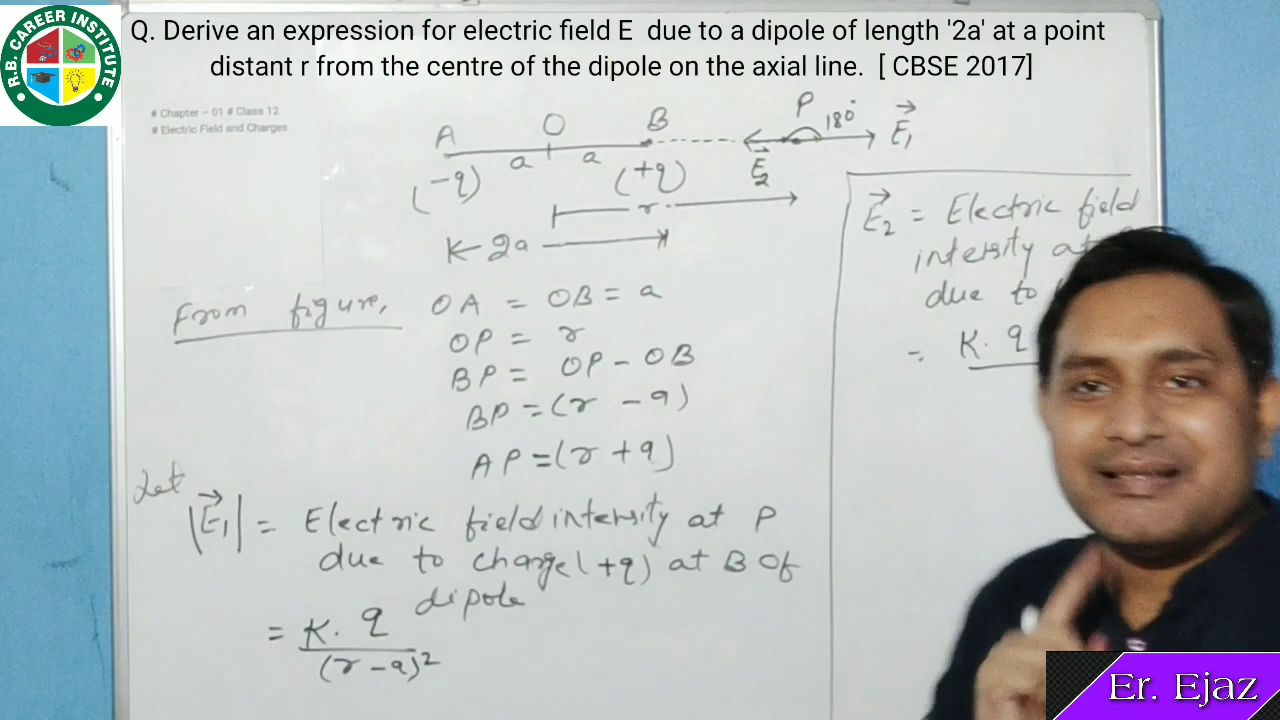 Q. Derive an expression for electric field E due to a dipole of length '2a' at a point
distant r from the centre of the dipole on the axial line. [ CBSE 2017]
R.B. CAREER INSTITUTE
# Chapter – 01 # Class 12
# Electric Field and Charges
A O B P 180° E₁
a a
(-q) (+q) E₂
r
2a
From figure, OA = OB = a
OP = r
BP = OP - OB
BP = (r - a)
AP = (r + a)
Let
|E₁| = Electric field intensity at P
due to charge (+q) at B of
dipole
= K. q
(r - a)²
E₂ = Electric field
intensity at
due to
= K. q
Er. Ejaz